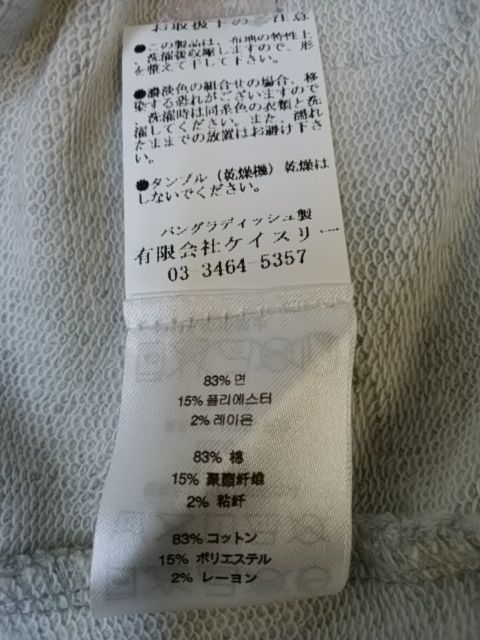 お取扱上のご注意
●この製品は、布地の特性上
、洗濯後収縮しますので、形
を整えて干して下さい。
●濃淡色の組合せの場合、移
染する恐れがございますので
、洗濯時は同系色の衣類と洗
濯してください。また、濡れ
たままでの放置はお避け下さ
い。
●タンブル（乾燥機）乾燥は
しないでください。
バングラディッシュ製
有限会社ケイスリー
03-3464-5357
83% 면
15% 폴리에스터
2% 레이온
83% 棉
15% 聚酯纤维
2% 粘纤
83% コットン
15% ポリエステル
2% レーヨン